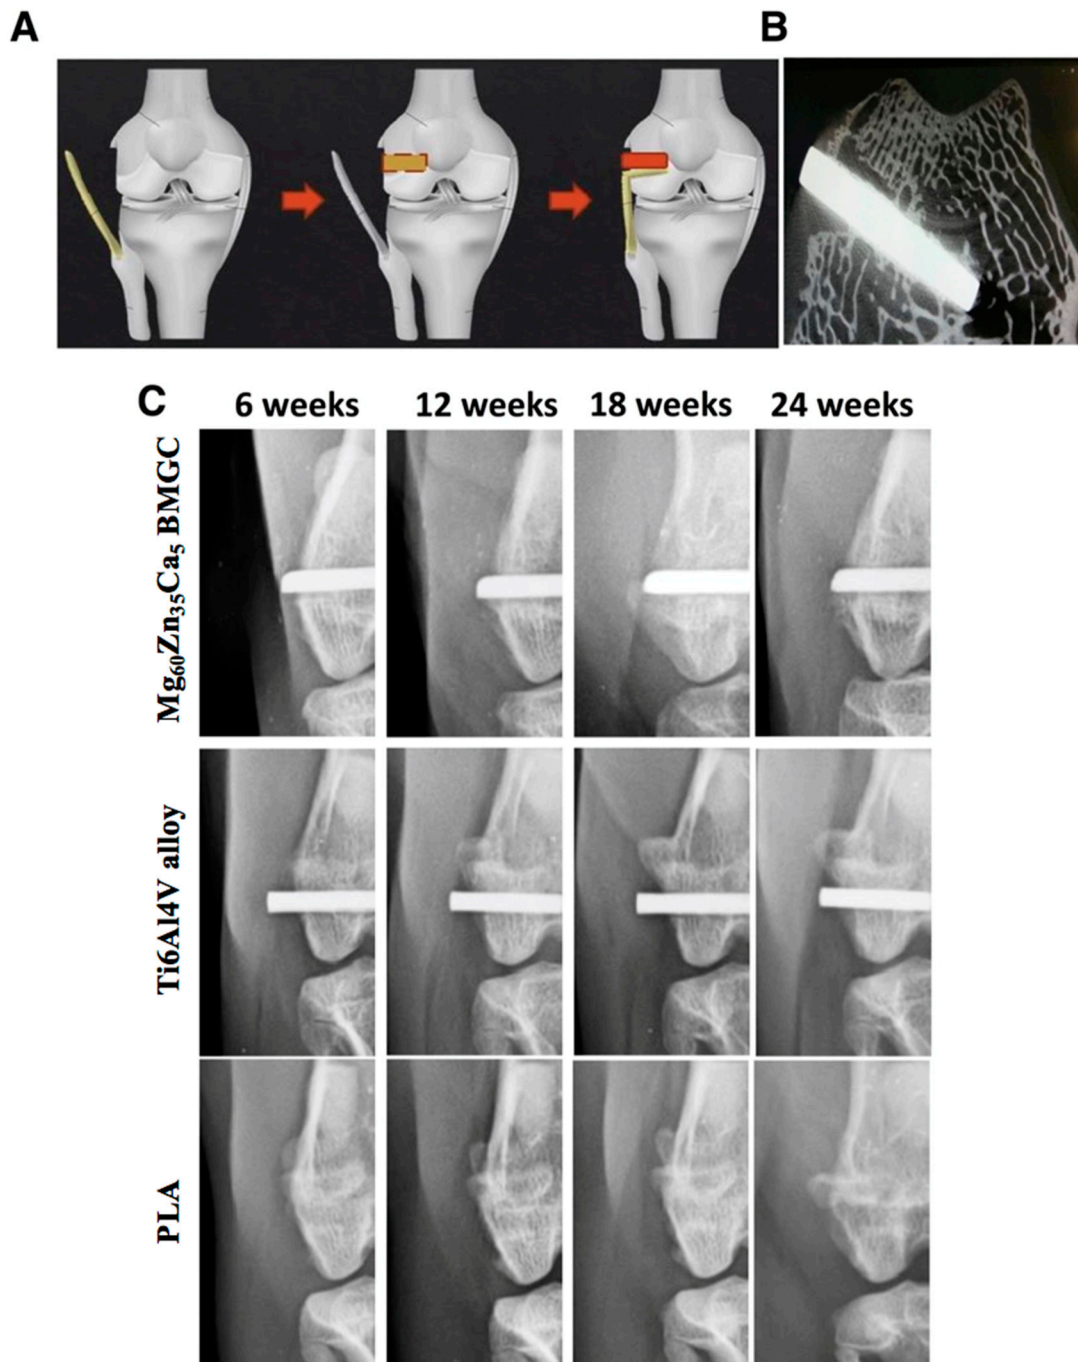 A
B
C
6 weeks
12 weeks
18 weeks
24 weeks
Mg₆₀Zn₃₅Ca₅ BMGC
Ti6Al4V alloy
PLA